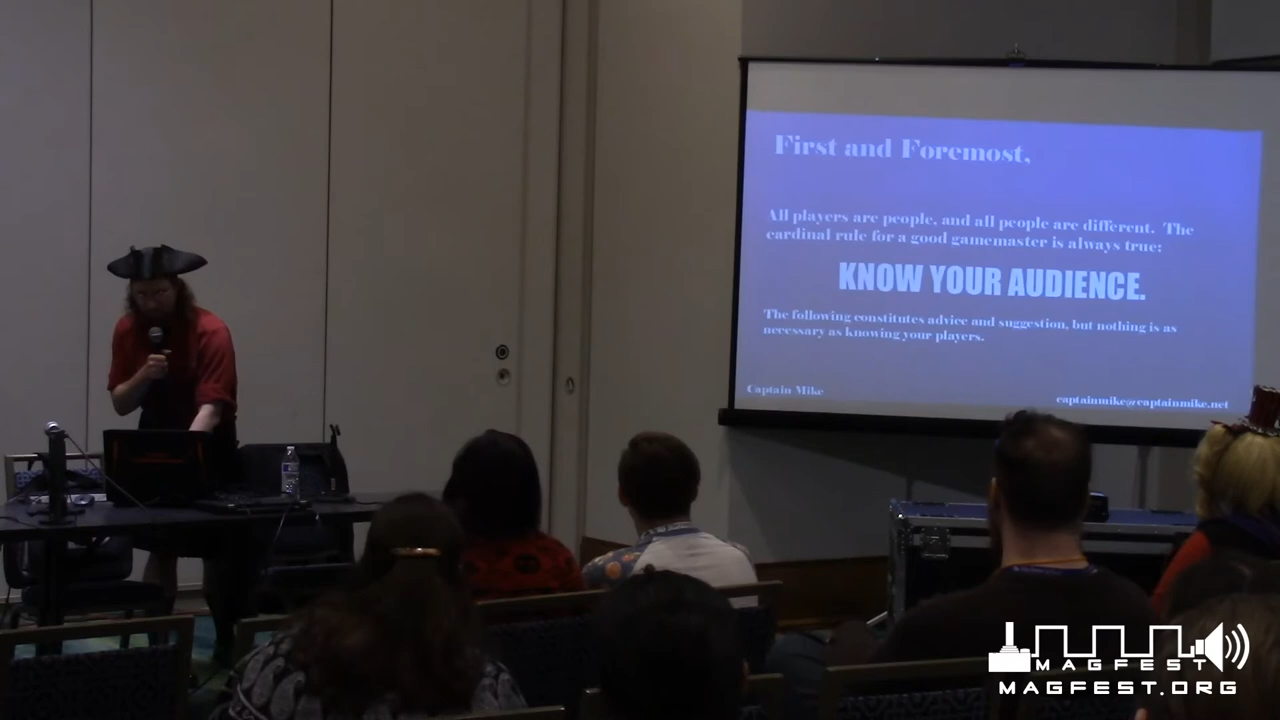 First and Foremost,
All players are people, and all people are different. The
cardinal rule for a good gamemaster is always true:
KNOW YOUR AUDIENCE.
The following constitutes advice and suggestion, but nothing is as
necessary as knowing your players.
Captain Mike
captainmike@captainmike.net
MAGFEST
MAGFEST.ORG